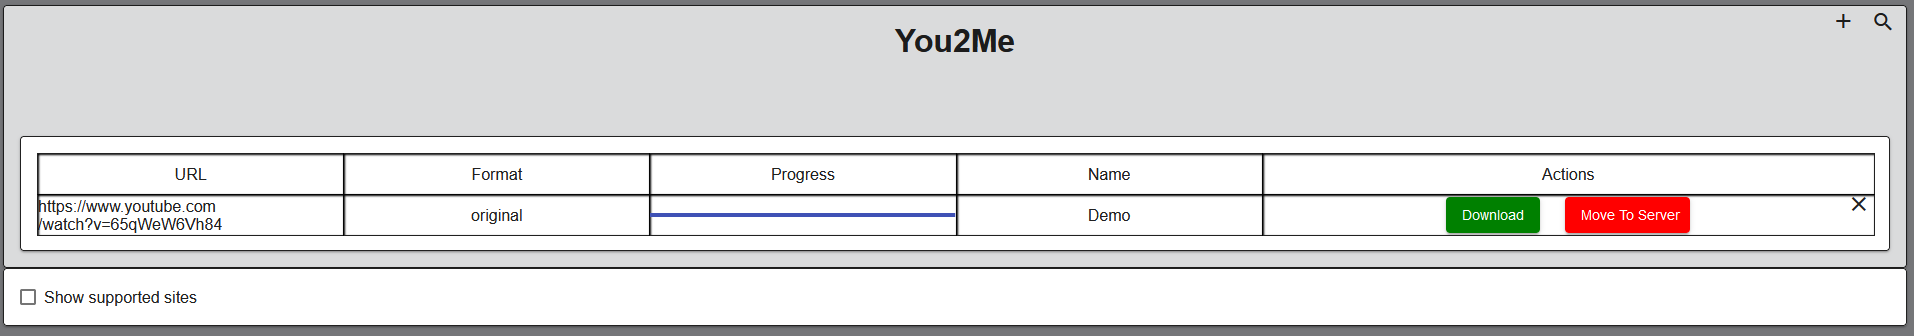 You2Me
URL Format Progress Name Actions
https://www.youtube.com
/watch?v=65qWeW6Vh84
original Demo Download Move To Server
Show supported sites